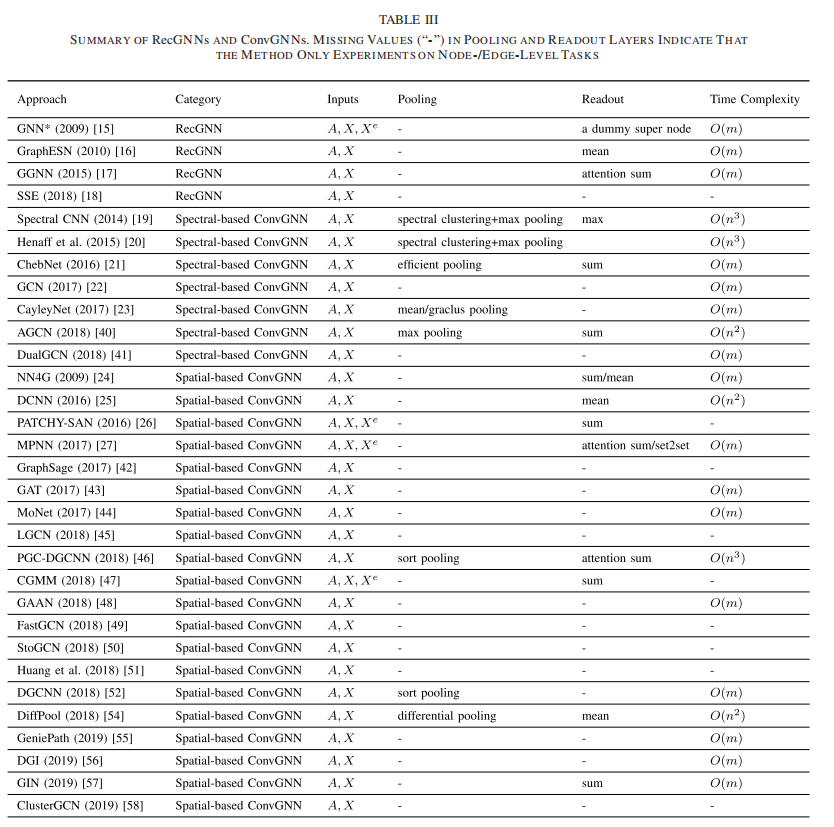 TABLE III
SUMMARY OF RecGNNs AND ConvGNNs. MISSING VALUES (“-”) IN POOLING AND READOUT LAYERS INDICATE THAT
THE METHOD ONLY EXPERIMENTS ON NODE-/EDGE-LEVEL TASKS
Approach Category Inputs Pooling Readout Time Complexity
GNN* (2009) [15] RecGNN A, X, X^e - a dummy super node O(m)
GraphESN (2010) [16] RecGNN A, X - mean O(m)
GGNN (2015) [17] RecGNN A, X - attention sum O(m)
SSE (2018) [18] RecGNN A, X - - -
Spectral CNN (2014) [19] Spectral-based ConvGNN A, X spectral clustering+max pooling max O(n³)
Henaff et al. (2015) [20] Spectral-based ConvGNN A, X spectral clustering+max pooling O(n³)
ChebNet (2016) [21] Spectral-based ConvGNN A, X efficient pooling sum O(m)
GCN (2017) [22] Spectral-based ConvGNN A, X - - O(m)
CayleyNet (2017) [23] Spectral-based ConvGNN A, X mean/graclus pooling - O(m)
AGCN (2018) [40] Spectral-based ConvGNN A, X max pooling sum O(n²)
DualGCN (2018) [41] Spectral-based ConvGNN A, X - - O(m)
NN4G (2009) [24] Spatial-based ConvGNN A, X - sum/mean O(m)
DCNN (2016) [25] Spatial-based ConvGNN A, X - mean O(n²)
PATCHY-SAN (2016) [26] Spatial-based ConvGNN A, X, X^e - sum -
MPNN (2017) [27] Spatial-based ConvGNN A, X, X^e - attention sum/set2set O(m)
GraphSage (2017) [42] Spatial-based ConvGNN A, X - - -
GAT (2017) [43] Spatial-based ConvGNN A, X - - O(m)
MoNet (2017) [44] Spatial-based ConvGNN A, X - - O(m)
LGCN (2018) [45] Spatial-based ConvGNN A, X - - -
PGC-DGCNN (2018) [46] Spatial-based ConvGNN A, X sort pooling attention sum O(n³)
CGMM (2018) [47] Spatial-based ConvGNN A, X, X^e - sum -
GAAN (2018) [48] Spatial-based ConvGNN A, X - - O(m)
FastGCN (2018) [49] Spatial-based ConvGNN A, X - - -
StoGCN (2018) [50] Spatial-based ConvGNN A, X - - -
Huang et al. (2018) [51] Spatial-based ConvGNN A, X - - -
DGCNN (2018) [52] Spatial-based ConvGNN A, X sort pooling - O(m)
DiffPool (2018) [54] Spatial-based ConvGNN A, X differential pooling mean O(n²)
GeniePath (2019) [55] Spatial-based ConvGNN A, X - - O(m)
DGI (2019) [56] Spatial-based ConvGNN A, X - - O(m)
GIN (2019) [57] Spatial-based ConvGNN A, X - sum O(m)
ClusterGCN (2019) [58] Spatial-based ConvGNN A, X - - -